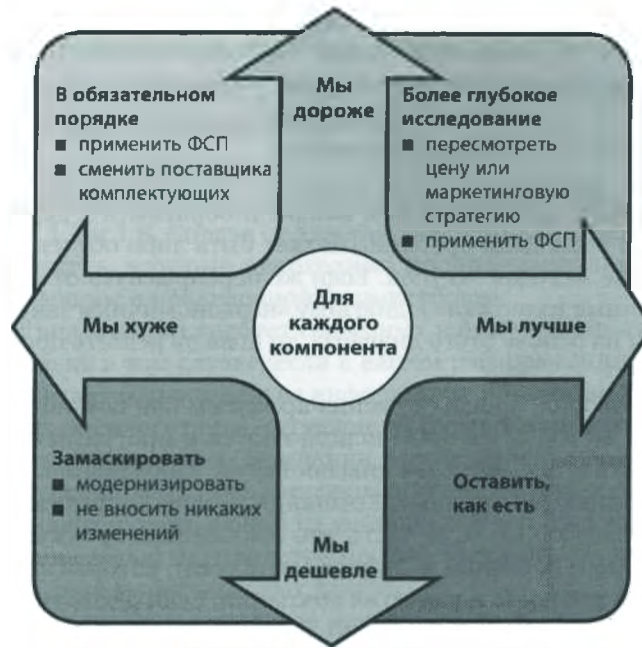 Мы
дороже
В обязательном
порядке
■ применить ФСП
■ сменить поставщика
комплектующих
Более глубокое
исследование
■ пересмотреть
цену или
маркетинговую
стратегию
■ применить ФСП
Мы хуже
Для
каждого
компонента
Мы лучше
Замаскировать
■ модернизировать
■ не вносить никаких
изменений
Оставить,
как есть
Мы
дешевле